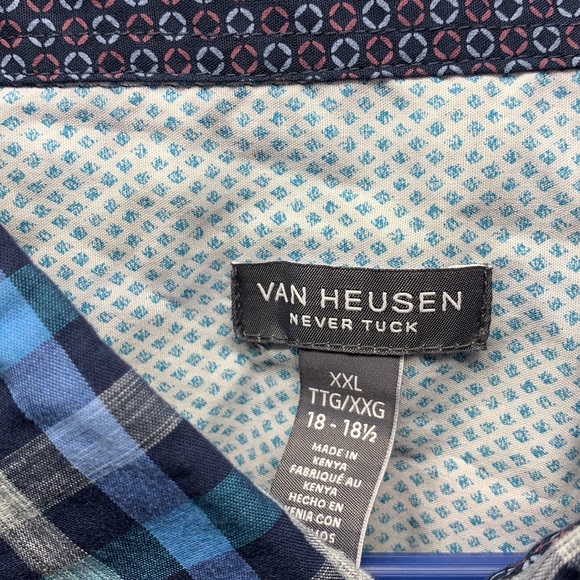 VAN HEUSEN
NEVER TUCK
XXL
TTG/XXG
18 - 18½
MADE IN
KENYA
FABRIQUÉ AU
KENYA
HECHO EN
KENIA CON